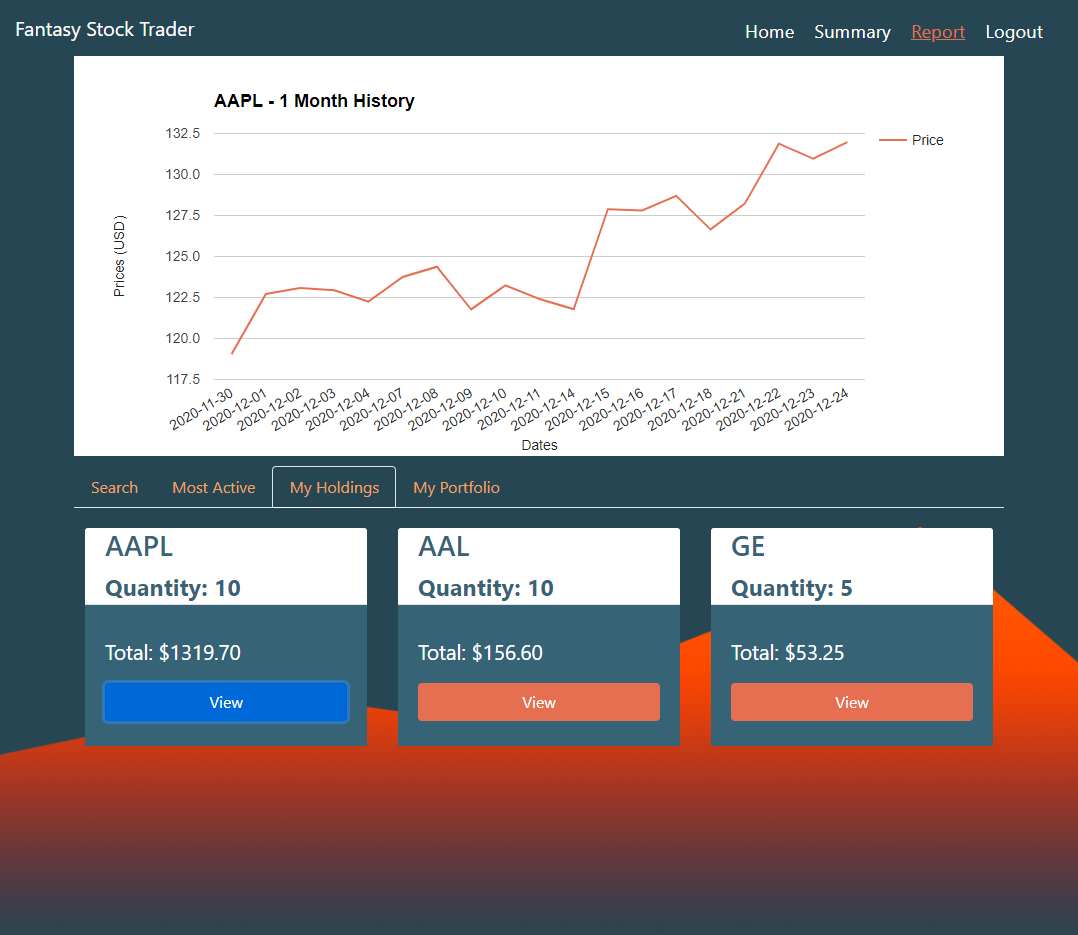 Fantasy Stock Trader
Home Summary Report Logout
AAPL - 1 Month History
132.5
130.0
127.5
125.0
122.5
120.0
117.5
Prices (USD)
Price
2020-11-30
2020-12-01
2020-12-02
2020-12-03
2020-12-04
2020-12-07
2020-12-08
2020-12-09
2020-12-10
2020-12-11
2020-12-14
2020-12-15
2020-12-16
2020-12-17
2020-12-18
2020-12-21
2020-12-22
2020-12-23
2020-12-24
Dates
Search Most Active My Holdings My Portfolio
AAPL
Quantity: 10
Total: $1319.70
View
AAL
Quantity: 10
Total: $156.60
View
GE
Quantity: 5
Total: $53.25
View